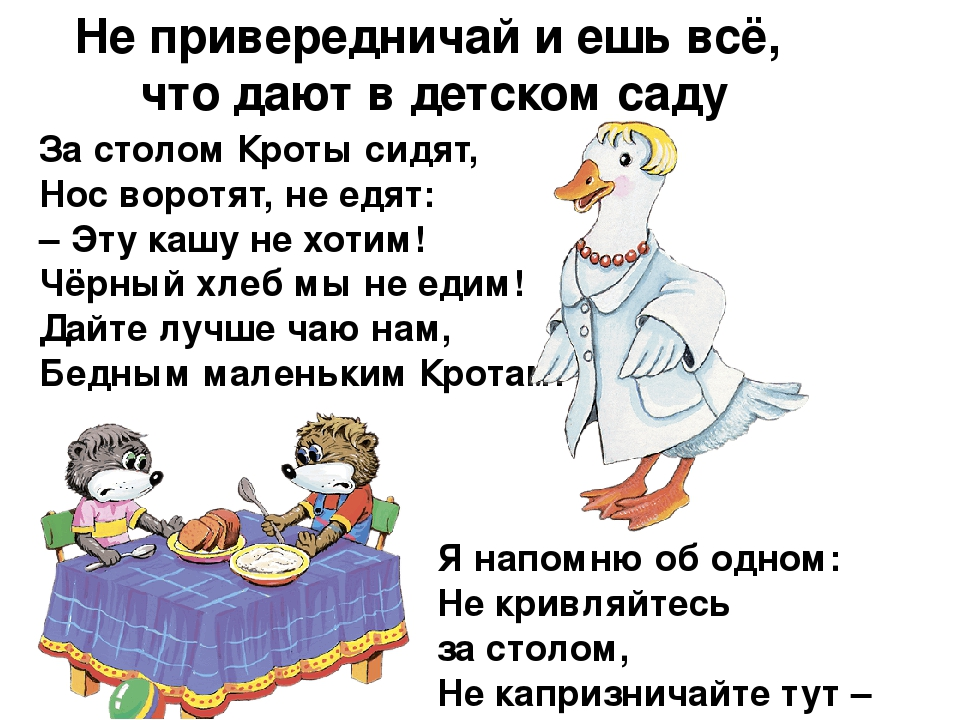 Не привередничай и ешь всё,
что дают в детском саду
За столом Кроты сидят,
Нос воротят, не едят:
– Эту кашу не хотим!
Чёрный хлеб мы не едим!
Дайте лучше чаю нам,
Бедным маленьким Кротам.
Я напомню об одном:
Не кривляйтесь
за столом,
Не капризничайте тут –